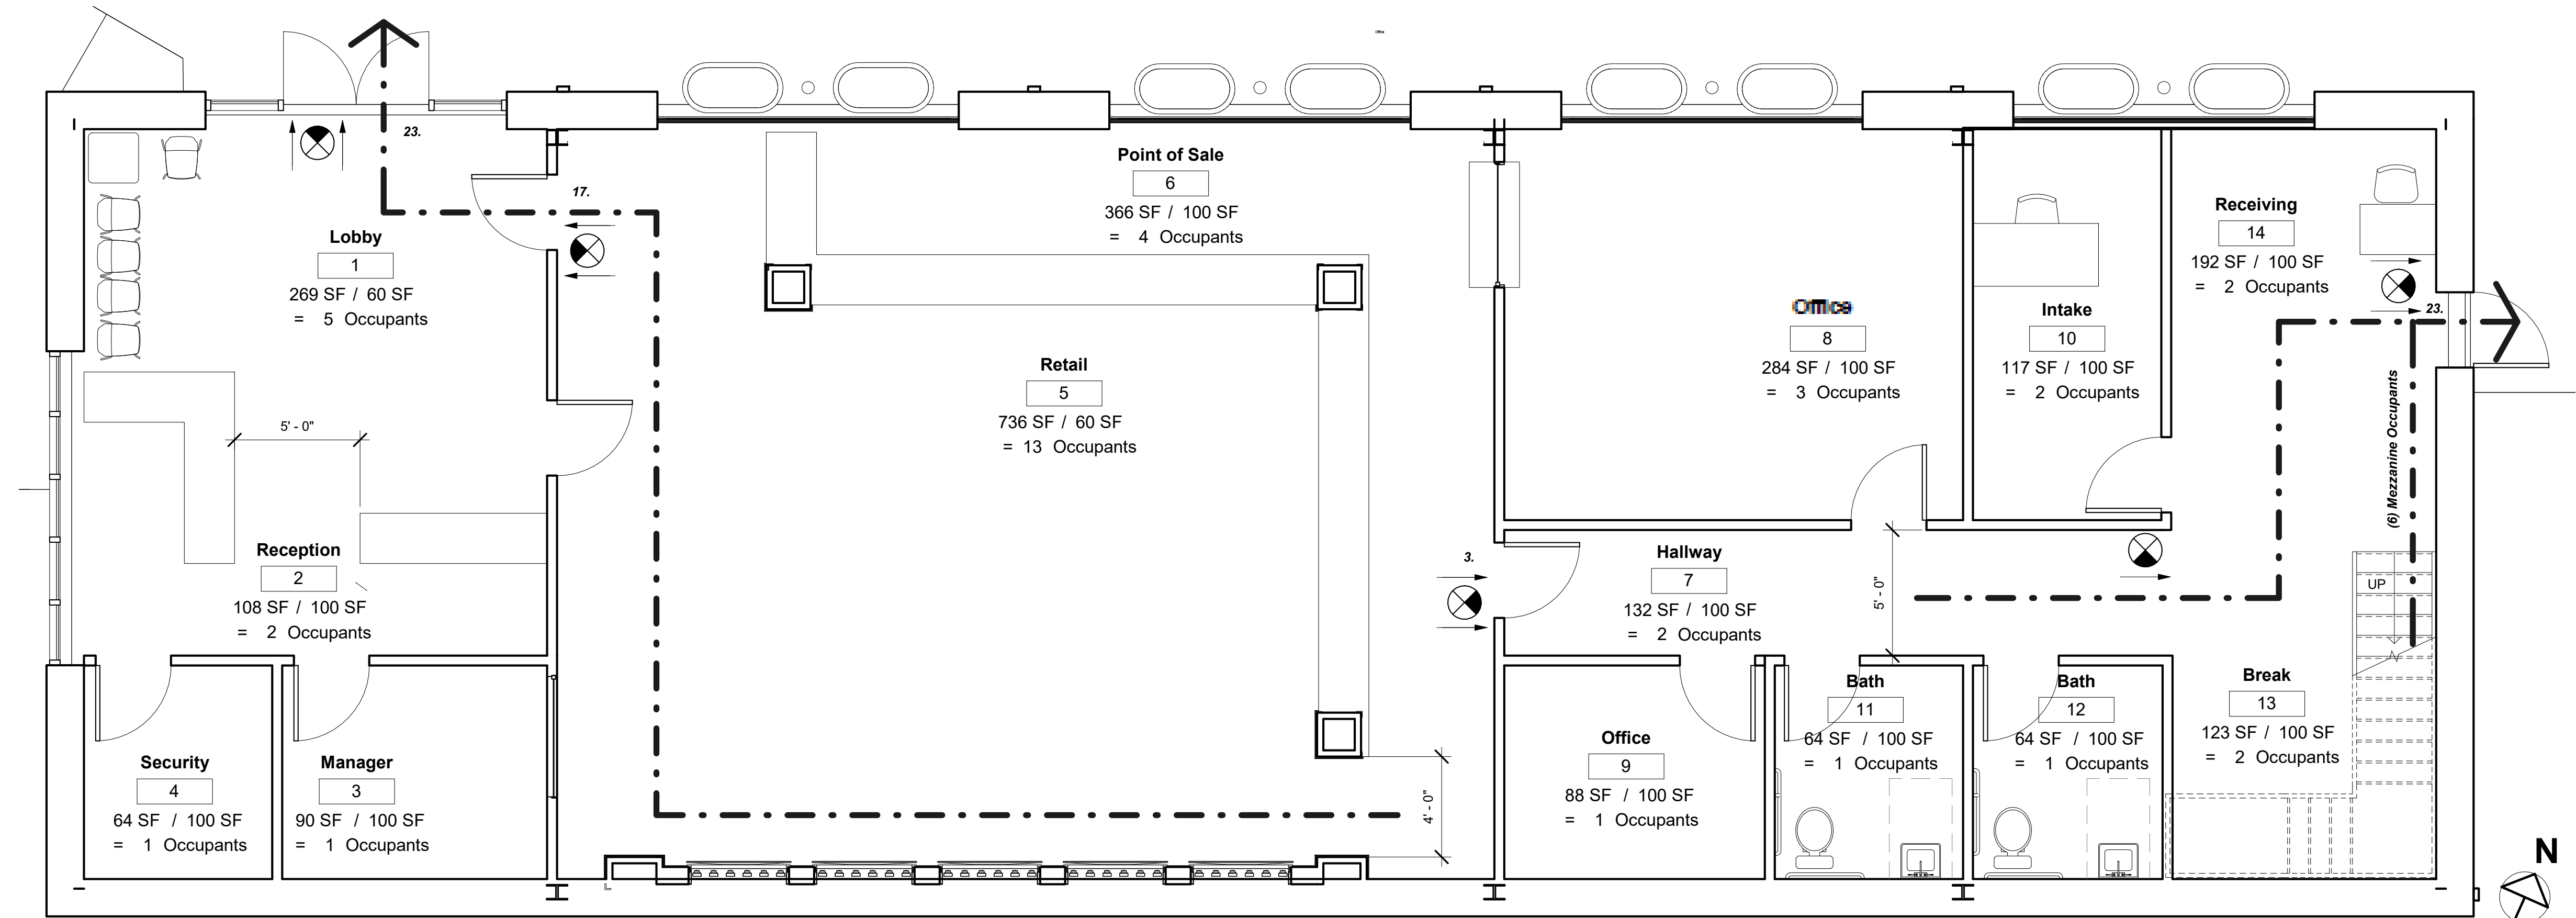 Office
23.
17.
Lobby
1
269 SF / 60 SF
= 5 Occupants
Point of Sale
6
366 SF / 100 SF
= 4 Occupants
Retail
5
736 SF / 60 SF
= 13 Occupants
Office
8
284 SF / 100 SF
= 3 Occupants
Intake
10
117 SF / 100 SF
= 2 Occupants
Receiving
14
192 SF / 100 SF
= 2 Occupants
23.
(6) Mezzanine Occupants
5' - 0"
Reception
2
108 SF / 100 SF
= 2 Occupants
3.
Hallway
7
132 SF / 100 SF
= 2 Occupants
5' - 0"
UP
Security
4
64 SF / 100 SF
= 1 Occupants
Manager
3
90 SF / 100 SF
= 1 Occupants
4' - 0"
Office
9
88 SF / 100 SF
= 1 Occupants
Bath
11
64 SF / 100 SF
= 1 Occupants
Bath
12
64 SF / 100 SF
= 1 Occupants
Break
13
123 SF / 100 SF
= 2 Occupants
N